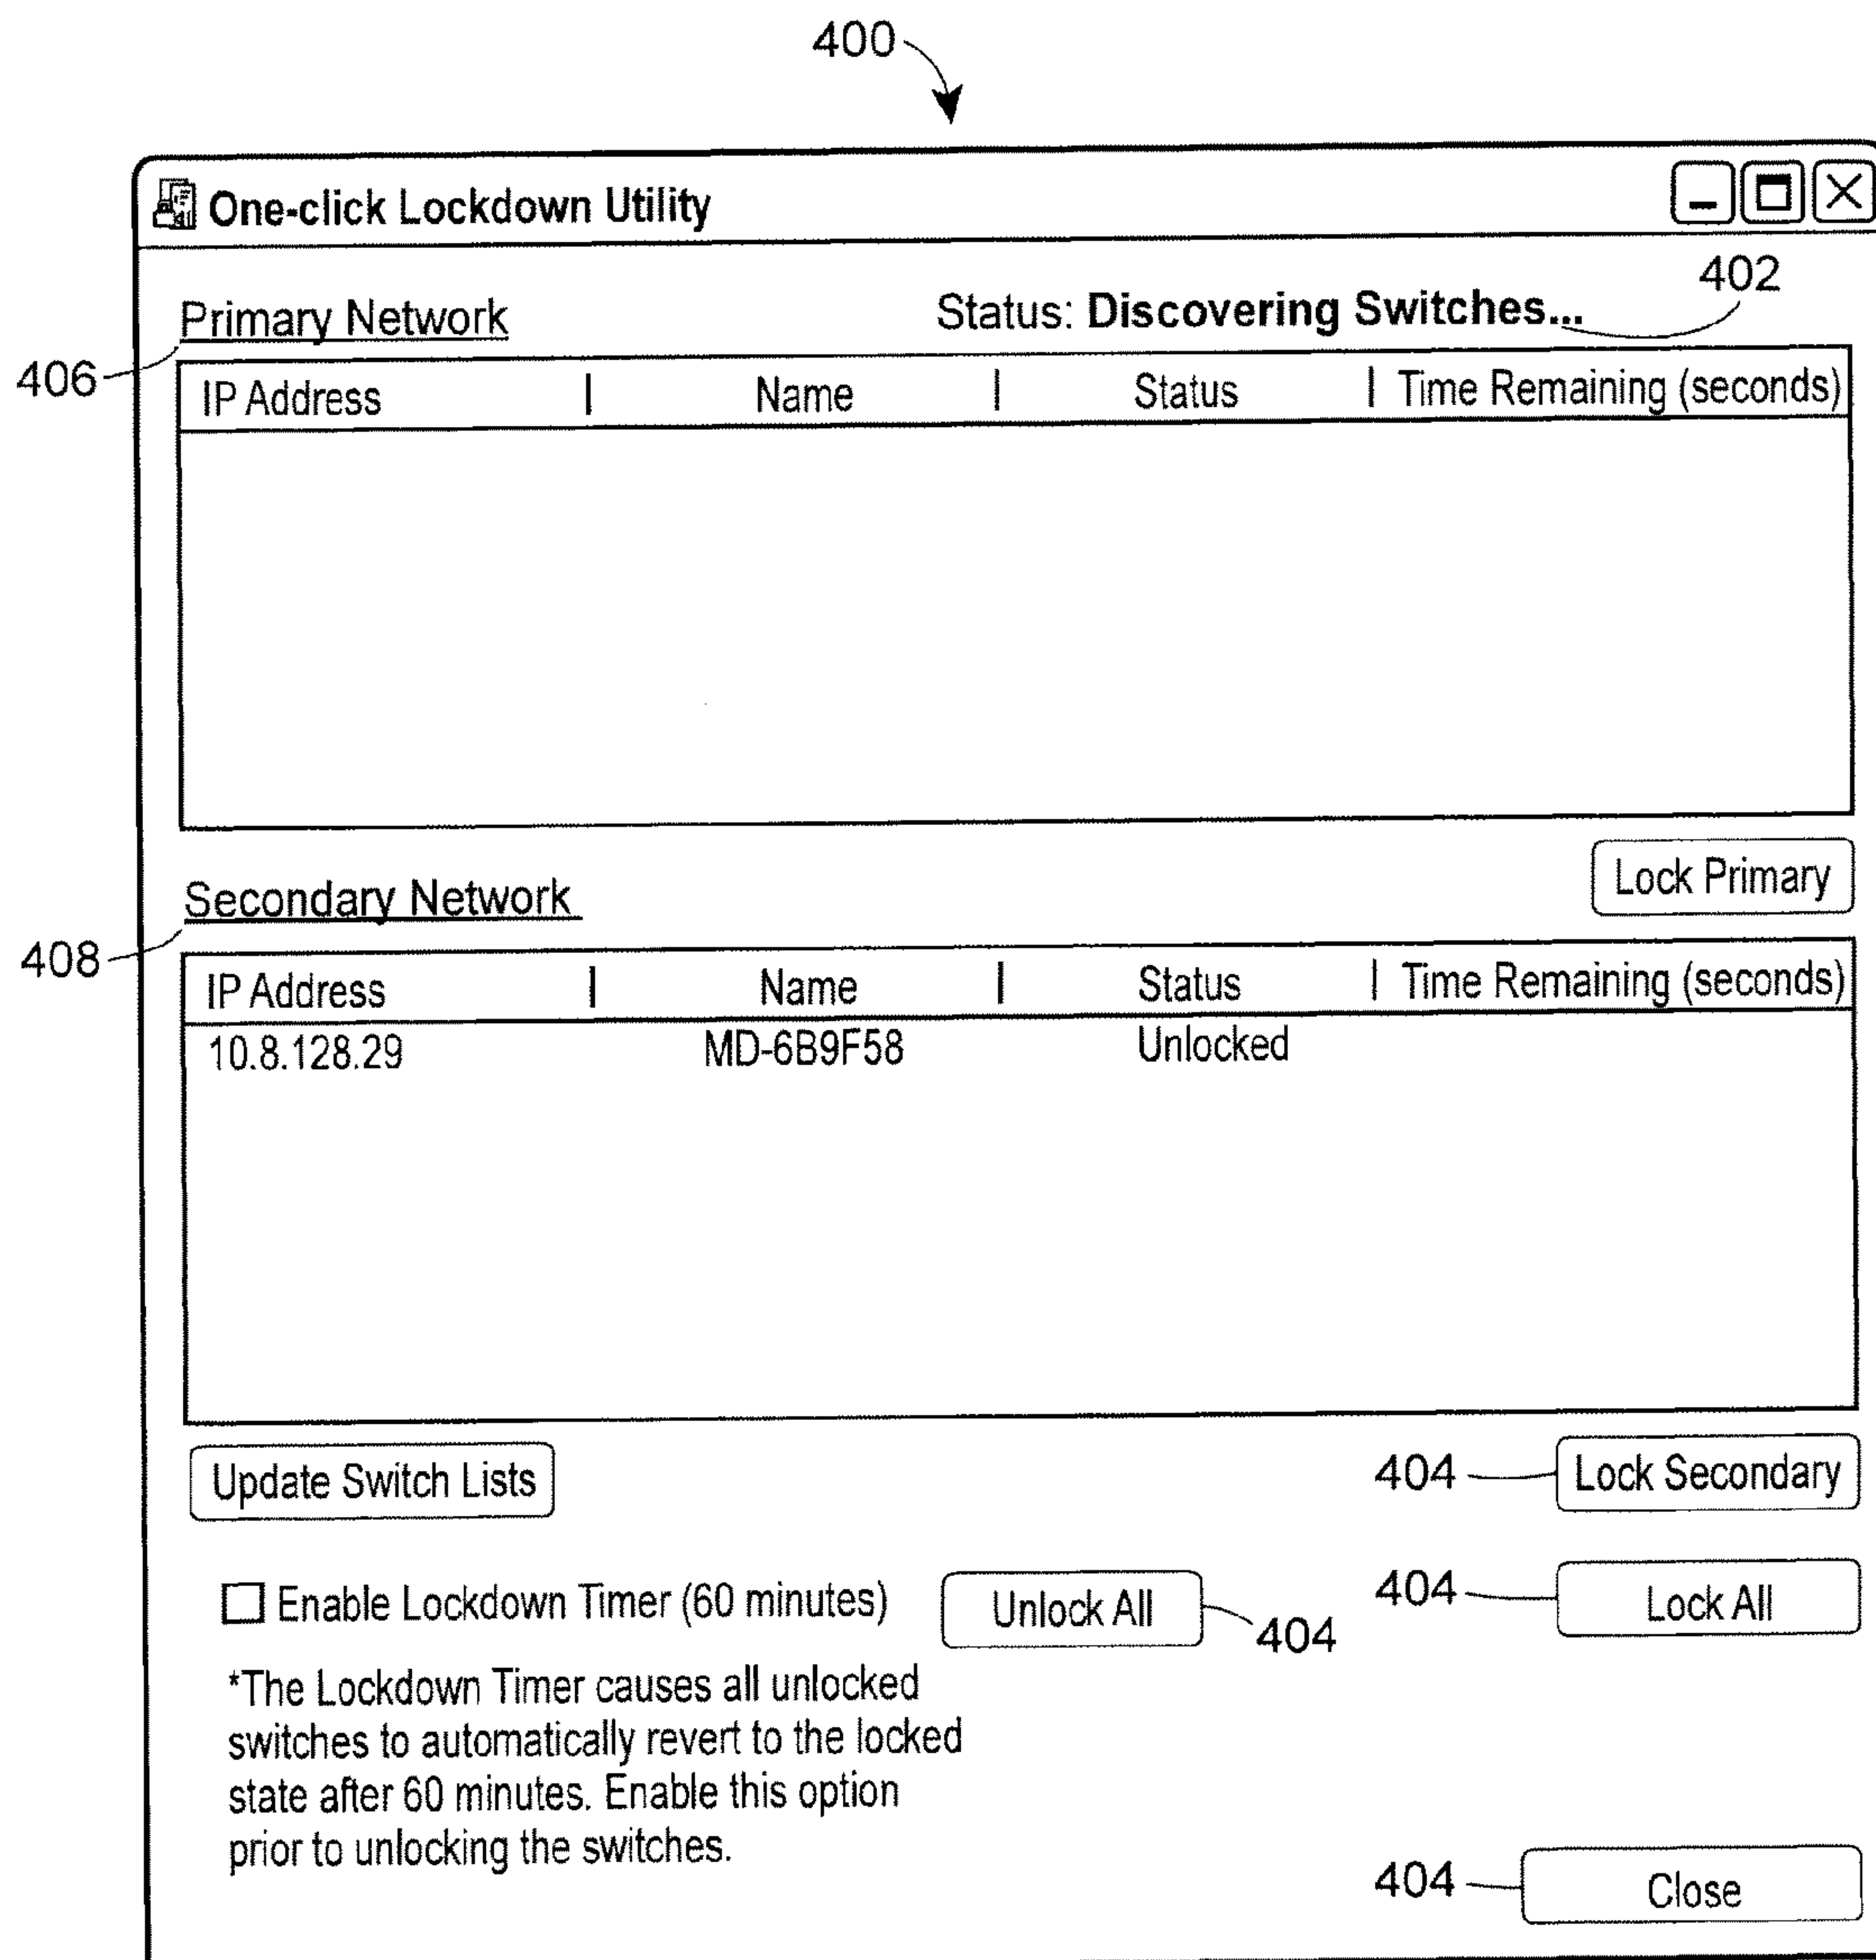 400
One-click Lockdown Utility
402
Primary Network Status: Discovering Switches...
406
IP Address | Name | Status | Time Remaining (seconds)
Lock Primary
Secondary Network
408
IP Address | Name | Status | Time Remaining (seconds)
10.8.128.29 MD-6B9F58 Unlocked
Update Switch Lists 404 Lock Secondary
Enable Lockdown Timer (60 minutes) Unlock All 404 404 Lock All
*The Lockdown Timer causes all unlocked
switches to automatically revert to the locked
state after 60 minutes. Enable this option
prior to unlocking the switches.
404 Close